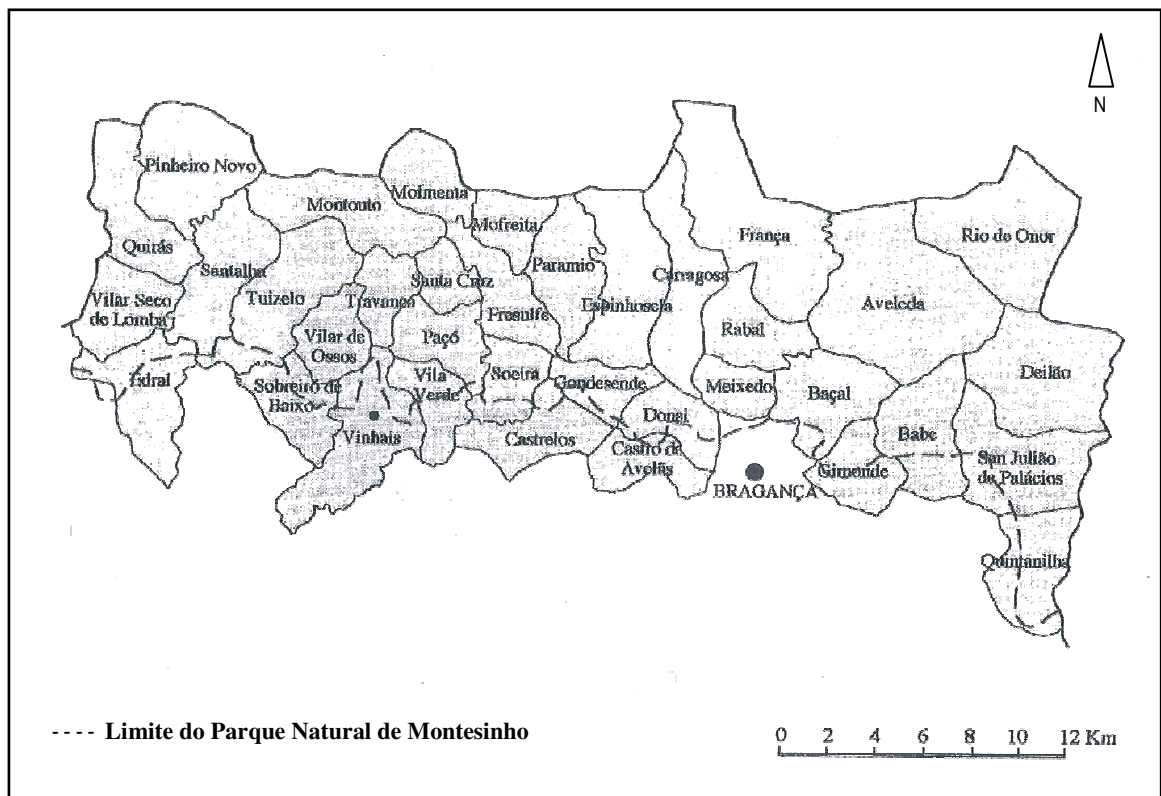 N
Pinheiro Novo
Moimenta
Montouto
Mofreita
França
Rio de Onor
Quirás
Santalha
Paramio
Carragosa
Santa Cruz
Vilar Seco
de Lomba
Tuizelo
Travanca
Espinhosela
Aveleda
Fresulfe
Rabal
Vilar de
Ossos
Paçó
Deilão
Edral
Soeira
Vila
Verde
Gondesende
Meixedo
Baçal
Sobreiro de
Baixo
Donai
Babe
Vinhais
Castrelos
Castro de
Avelãs
Gimonde
San Julião
de Palácios
BRAGANÇA
Quintanilha
---- Limite do Parque Natural de Montesinho
0 2 4 6 8 10 12 Km